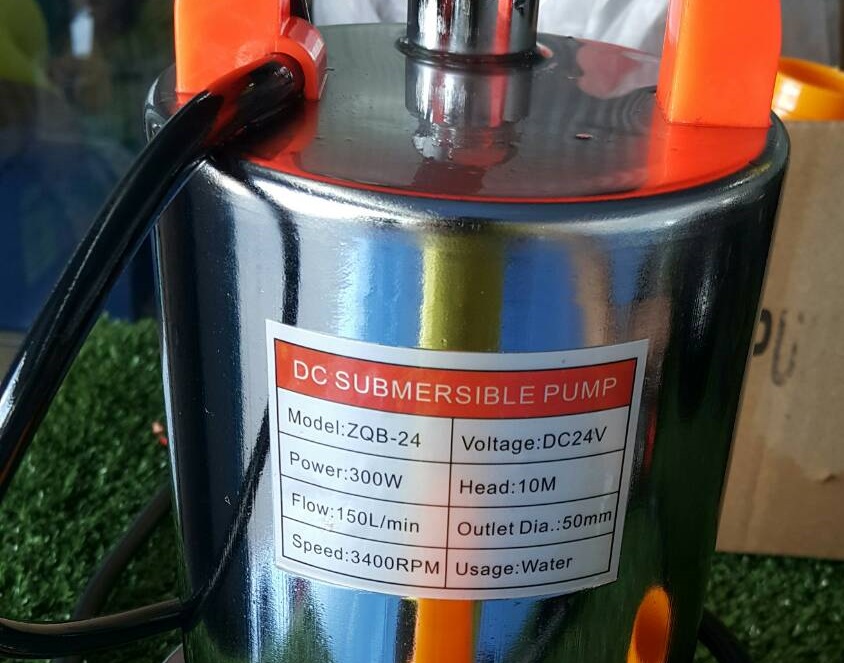 DC SUBMERSIBLE PUMP
Model:ZQB-24 Voltage:DC24V
Power:300W Head:10M
Flow:150L/min Outlet Dia.:50mm
Speed:3400RPM Usage:Water
PU